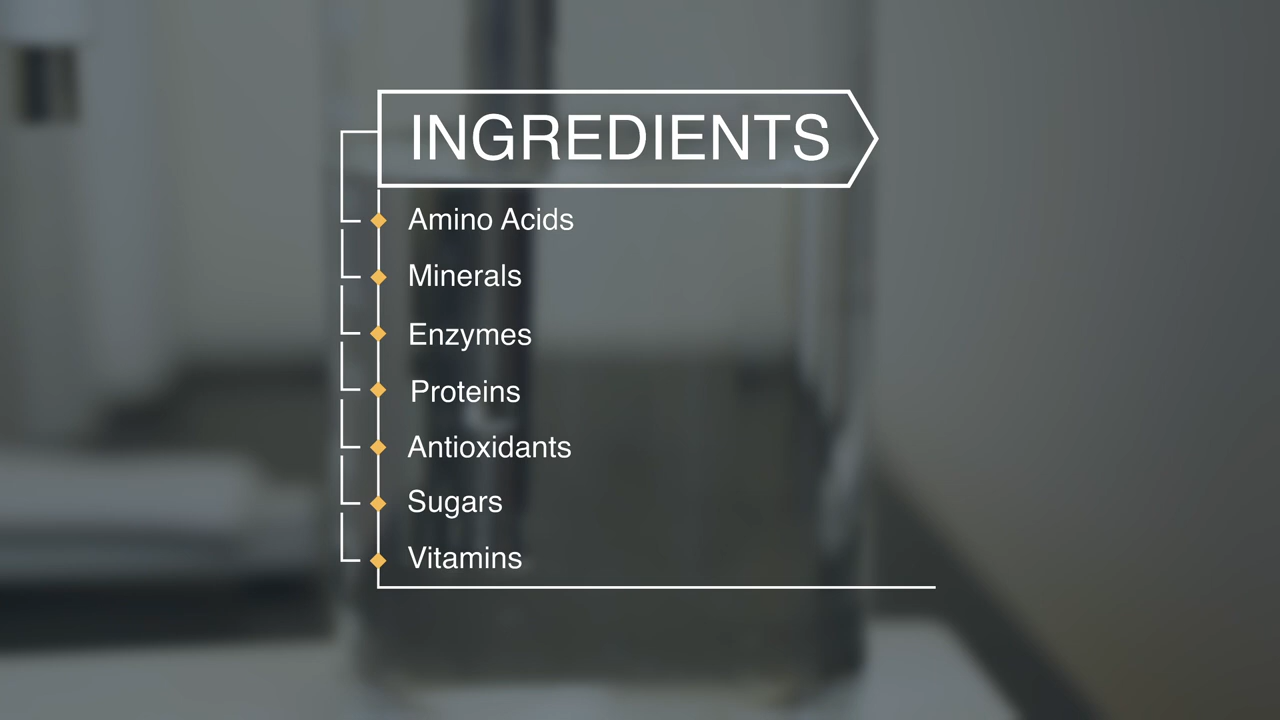 INGREDIENTS
Amino Acids
Minerals
Enzymes
Proteins
Antioxidants
Sugars
Vitamins